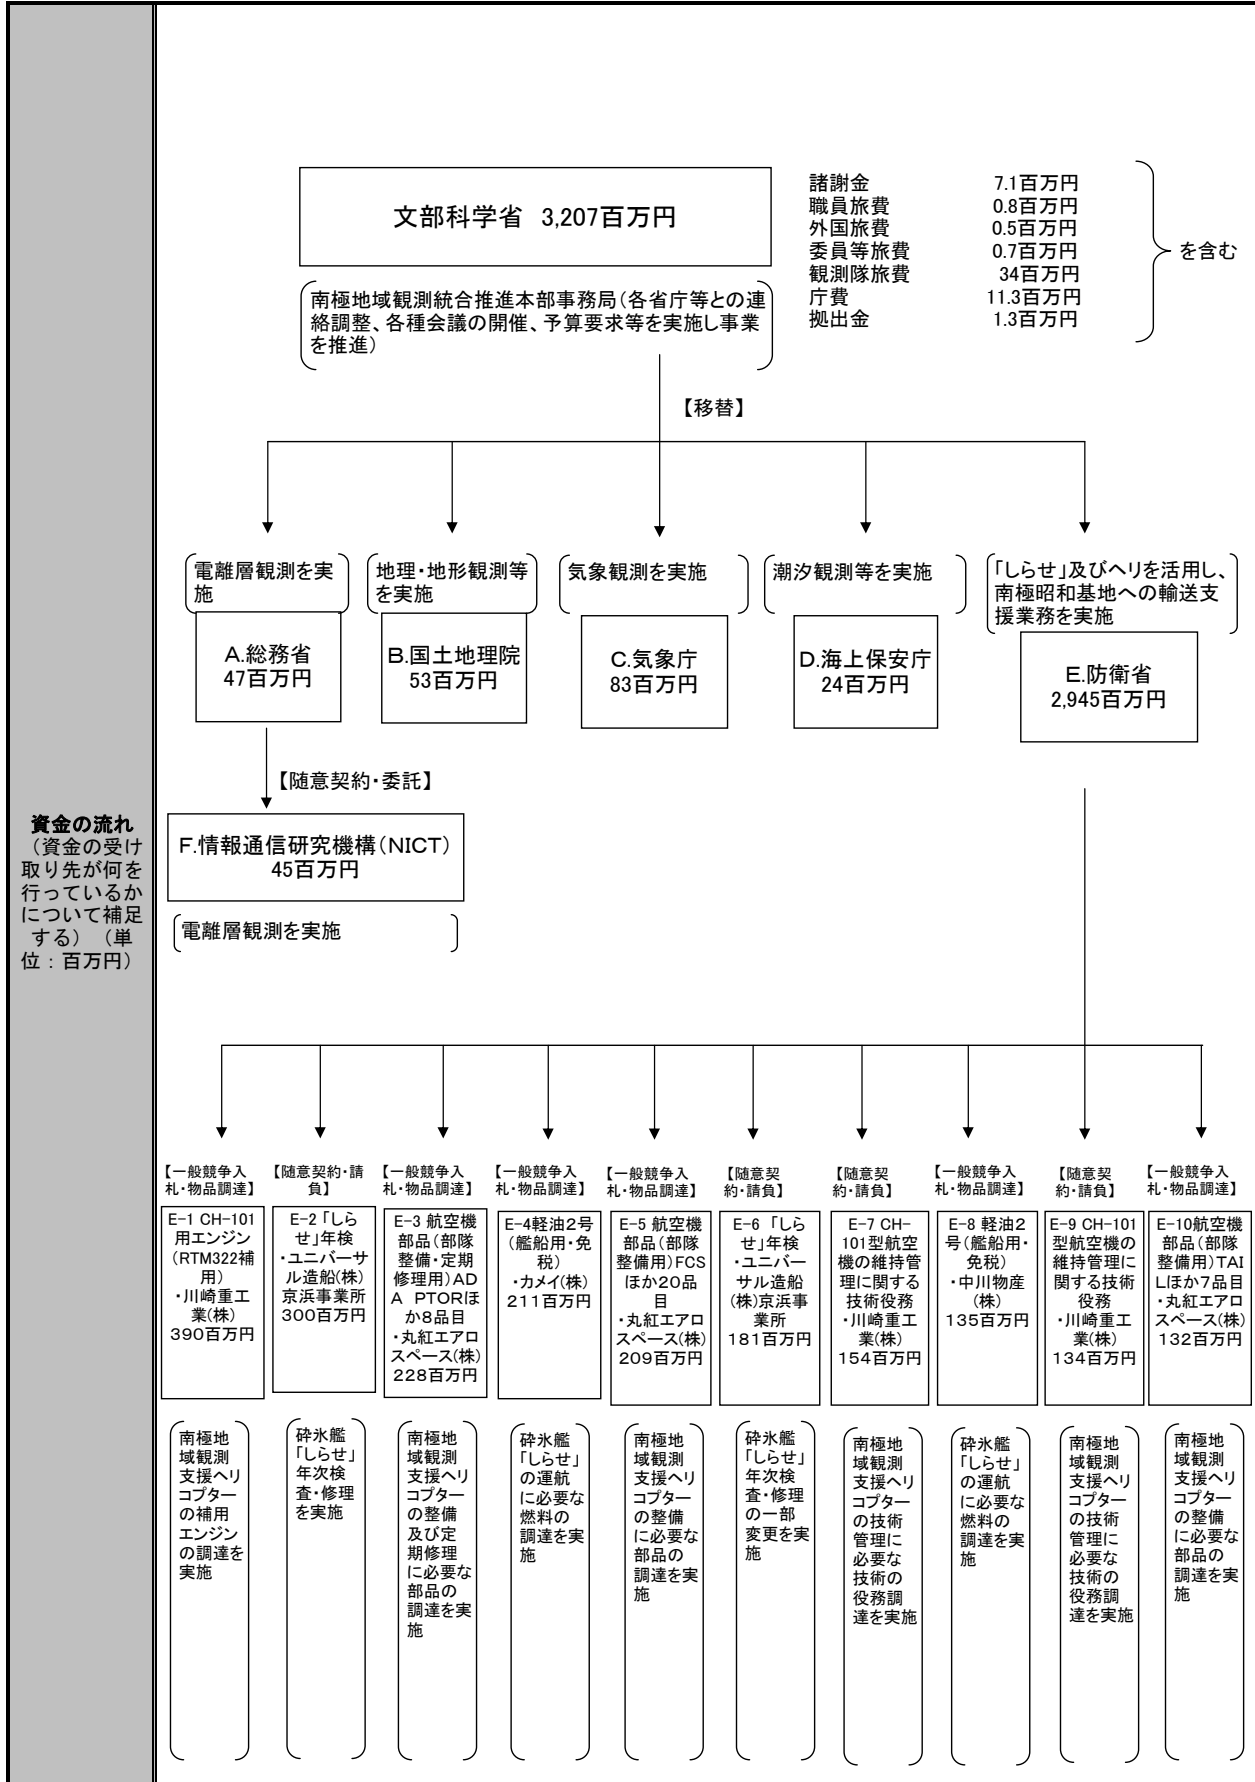 資金の流れ
（資金の受け
取り先が何を
行っているか
について補足
する）（単
位：百万円）
文部科学省 3,207百万円
諸謝金 7.1百万円
職員旅費 0.8百万円
外国旅費 0.5百万円
委員等旅費 0.7百万円
観測隊旅費 34百万円
庁費 11.3百万円
拠出金 1.3百万円
を含む
南極地域観測統合推進本部事務局(各省庁等との連
絡調整、各種会議の開催、予算要求等を実施し事業
を推進)
【移替】
電離層観測を実
施
地理・地形観測等
を実施
気象観測を実施
潮汐観測等を実施
「しらせ」及びヘリを活用し、
南極昭和基地への輸送支
援業務を実施
A.総務省
47百万円
B.国土地理院
53百万円
C.気象庁
83百万円
D.海上保安庁
24百万円
E.防衛省
2,945百万円
【随意契約・委託】
F.情報通信研究機構(NICT)
45百万円
電離層観測を実施
【一般競争入
札・物品調達】
E-1 CH-101
用エンジン
(RTM322補
用)
・川崎重工
業(株)
390百万円
南極地
域観測
支援ヘリ
コプター
の補用
エンジン
の調達を
実施
【随意契約・請
負】
E-2 「しら
せ」年検
・ユニバー
サル造船(株)
京浜事業所
300百万円
砕氷艦
「しらせ」
年次検
査・修理
を実施
【一般競争入
札・物品調達】
E-3 航空機
部品(部隊
整備・定期
修理用)AD
A PTORほ
か8品目
・丸紅エアロ
スペース(株)
228百万円
南極地
域観測
支援ヘリ
コプター
の整備
及び定
期修理
に必要な
部品の
調達を実
施
【一般競争入
札・物品調達】
E-4軽油2号
(艦船用・免
税)
・カメイ(株)
211百万円
砕氷艦
「しらせ」
の運航
に必要な
燃料の
調達を実
施
【一般競争入
札・物品調達】
E-5 航空機
部品(部隊
整備用)FCS
ほか20品
目
・丸紅エアロ
スペース(株)
209百万円
南極地
域観測
支援ヘリ
コプター
の整備
に必要な
部品の
調達を実
施
【随意契
約・請負】
E-6 「しら
せ」年検
・ユニバー
サル造船
(株)京浜事
業所
181百万円
砕氷艦
「しらせ」
年次検
査・修理
の一部
変更を実
施
【随意契
約・請負】
E-7 CH-
101型航空
機の維持管
理に関する
技術役務
・川崎重工
業(株)
154百万円
南極地
域観測
支援ヘリ
コプター
の技術
管理に
必要な
技術の
役務調
達を実施
【一般競争入
札・物品調達】
E-8 軽油2
号(艦船用・
免税)
・中川物産
(株)
135百万円
砕氷艦
「しらせ」
の運航
に必要な
燃料の
調達を実
施
【随意契
約・請負】
E-9 CH-101
型航空機の
維持管理に
関する技術
役務
・川崎重工
業(株)
134百万円
南極地
域観測
支援ヘリ
コプター
の技術
管理に
必要な
技術の
役務調
達を実施
【一般競争入
札・物品調達】
E-10航空機
部品(部隊
整備用)TAI
Lほか7品目
・丸紅エアロ
スペース(株)
132百万円
南極地
域観測
支援ヘリ
コプター
の整備
に必要な
部品の
調達を実
施